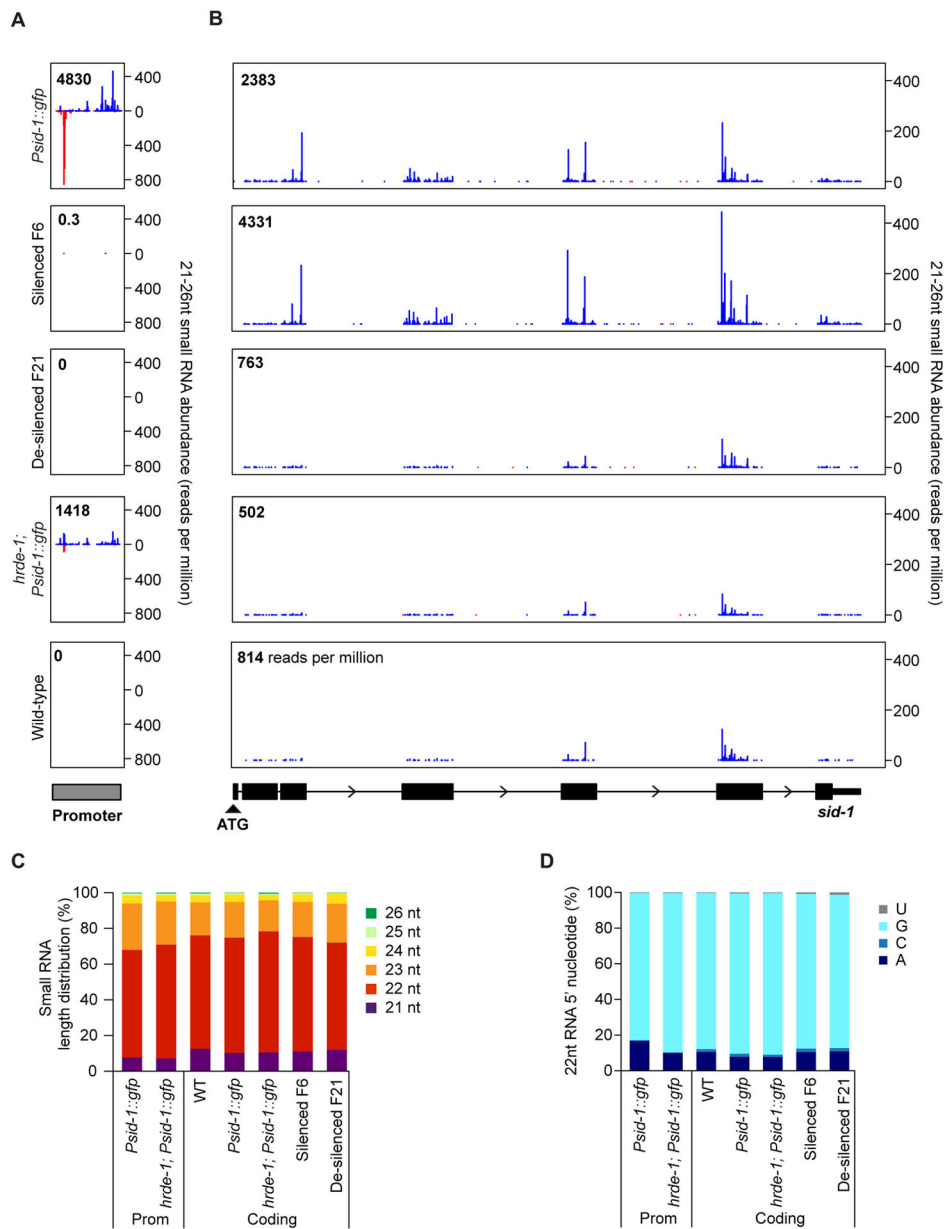 A
B
Psid-1::gfp
4830
400
0
400
800
2383
400
200
0
Silenced F6
0.3
400
0
400
800
4331
400
200
0
De-silenced F21
0
400
0
400
800
763
400
200
0
hrde-1;
Psid-1::gfp
1418
400
0
400
800
502
400
200
0
Wild-type
0
400
0
400
800
814 reads per million
400
200
0
21-26nt small RNA abundance (reads per million)
21-26nt small RNA abundance (reads per million)
Promoter
ATG
sid-1
C
Small RNA
length distribution (%)
100
80
60
40
20
0
26 nt
25 nt
24 nt
23 nt
22 nt
21 nt
Psid-1::gfp
hrde-1; Psid-1::gfp
WT
Psid-1::gfp
hrde-1; Psid-1::gfp
Silenced F6
De-silenced F21
Prom
Coding
D
22nt RNA 5' nucleotide (%)
100
80
60
40
20
0
U
G
C
A
Psid-1::gfp
hrde-1; Psid-1::gfp
WT
Psid-1::gfp
hrde-1; Psid-1::gfp
Silenced F6
De-silenced F21
Prom
Coding